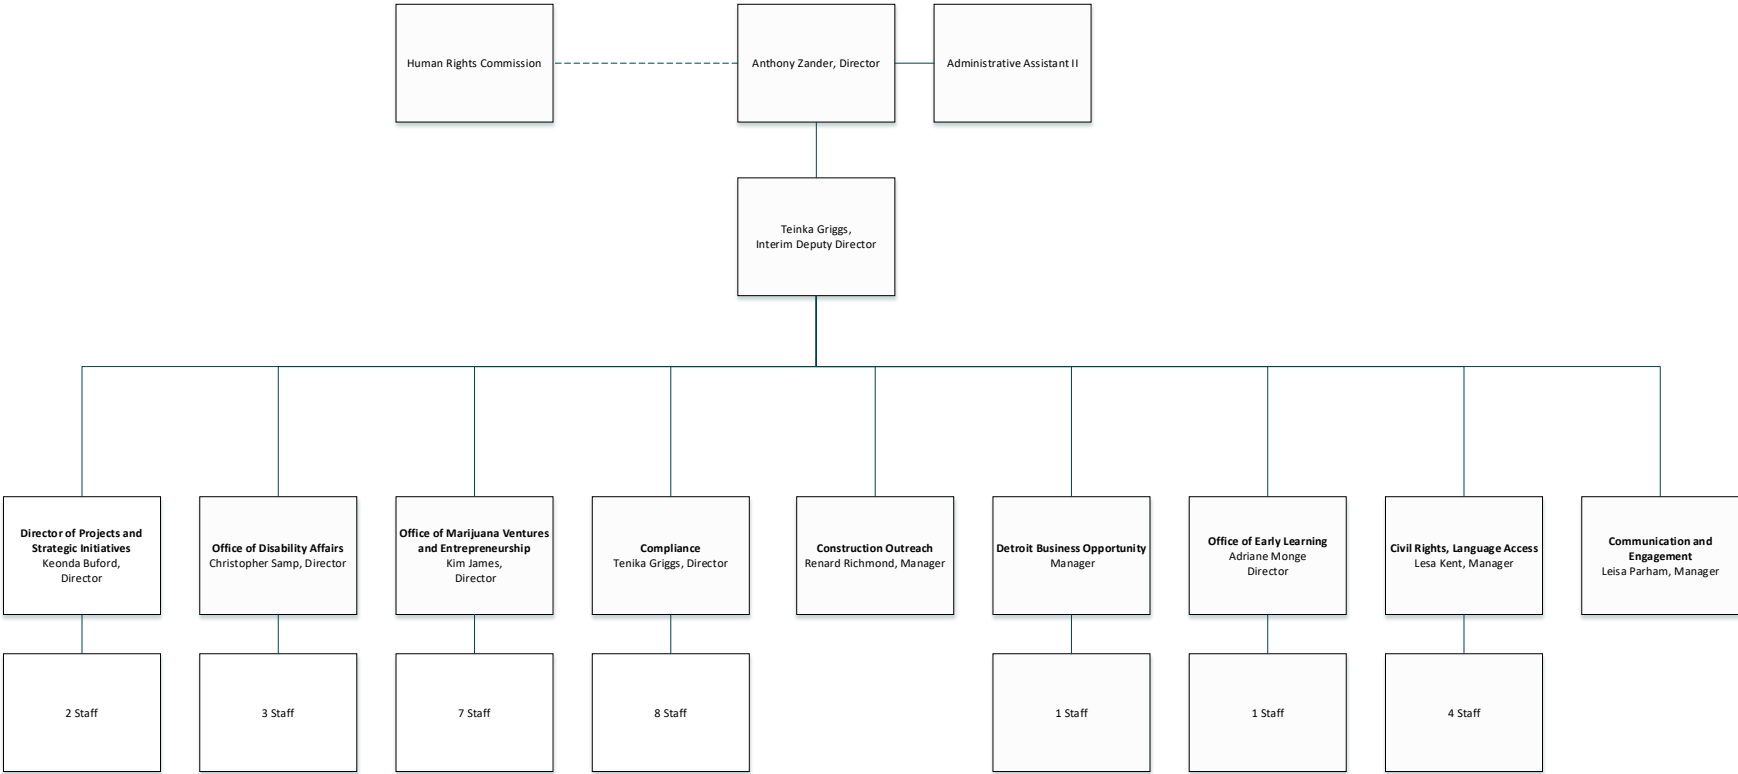 Human Rights Commission
Anthony Zander, Director
Administrative Assistant II
Teinka Griggs,
Interim Deputy Director
Director of Projects and
Strategic Initiatives
Keonda Buford,
Director
Office of Disability Affairs
Christopher Samp, Director
Office of Marijuana Ventures
and Entrepreneurship
Kim James,
Director
Compliance
Tenika Griggs, Director
Construction Outreach
Renard Richmond, Manager
Detroit Business Opportunity
Manager
Office of Early Learning
Adriane Monge
Director
Civil Rights, Language Access
Lesa Kent, Manager
Communication and
Engagement
Leisa Parham, Manager
2 Staff
3 Staff
7 Staff
8 Staff
1 Staff
1 Staff
4 Staff